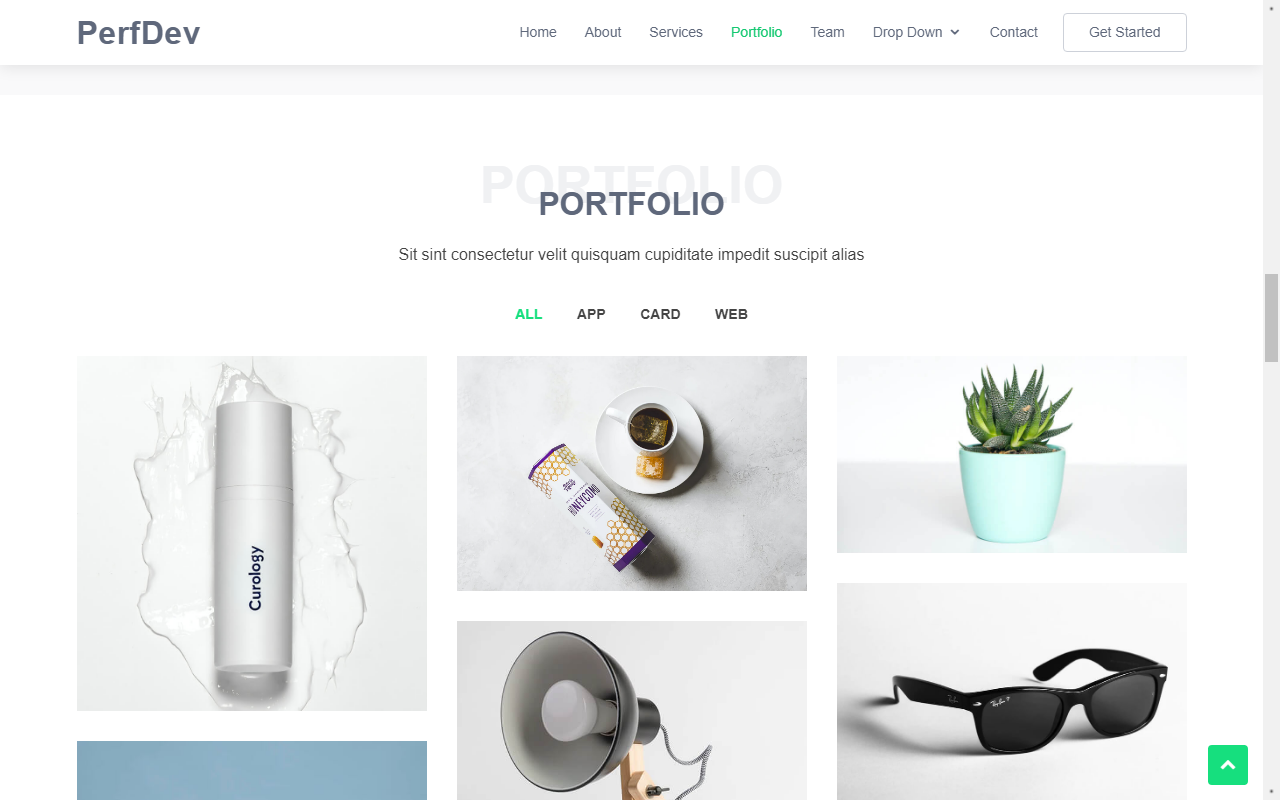 PerfDev
Home About Services Portfolio Team Drop Down Contact Get Started
PORTFOLIO
PORTFOLIO
Sit sint consectetur velit quisquam cupiditate impedit suscipit alias
ALL APP CARD WEB
Curology
Ray-Ban